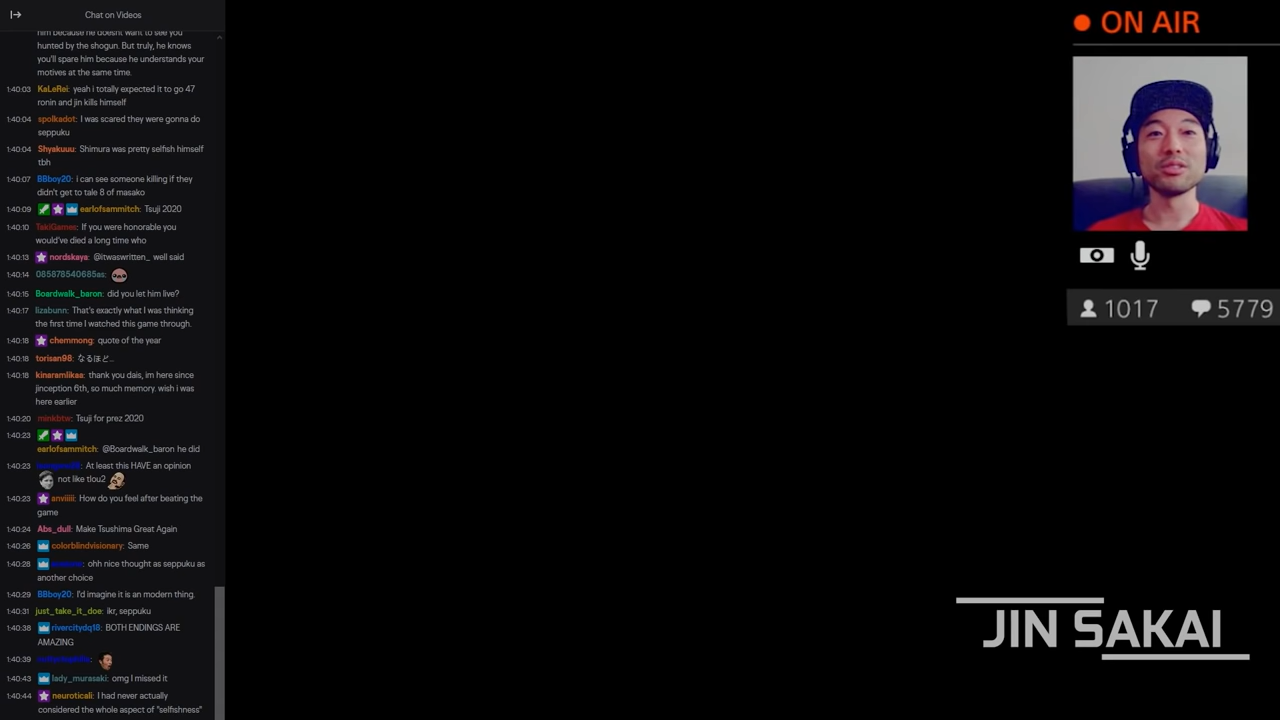 Chat on Videos
him because he doesnt want to see you
hunted by the shogun. But truly, he knows
you'll spare him because he understands your
motives at the same time.
1:40:03 KaLeRei: yeah i totally expected it to go 47
ronin and jin kills himself
1:40:04 spolkadot: I was scared they were gonna do
seppuku
1:40:04 Shyakuuu: Shimura was pretty selfish himself
tbh
1:40:07 BBboy20: i can see someone killing if they
didn't get to tale 8 of masako
1:40:09 earlofsammitch: Tsuji 2020
1:40:10 TakiGames: If you were honorable you
would've died a long time who
1:40:13 nordskaya: @itwaswritten_ well said
1:40:14 085878540685as:
1:40:15 Boardwalk_baron: did you let him live?
1:40:17 lizabunn: That's exactly what I was thinking
the first time I watched this game through.
1:40:18 chemmong: quote of the year
1:40:18 torisan98: なるほど...
1:40:18 kinaramlikaa: thank you dais, im here since
jinception 6th, so much memory. wish i was
here earlier
1:40:20 minkbtw: Tsuji for prez 2020
1:40:23
earlofsammitch: @Boardwalk_baron he did
1:40:23 At least this HAVE an opinion
not like tlou2
1:40:23 anviiiii: How do you feel after beating the
game
1:40:24 Abs_dull: Make Tsushima Great Again
1:40:26 colorblindvisionary: Same
1:40:28 ohh nice thought as seppuku as
another choice
1:40:29 BBboy20: I'd imagine it is an modern thing.
1:40:31 just_take_it_doe: ikr, seppuku
1:40:38 rivercitydq18: BOTH ENDINGS ARE
AMAZING
1:40:39
1:40:43 lady_murasaki: omg I missed it
1:40:44 neuroticali: I had never actually
considered the whole aspect of "selfishness"
ON AIR
1017 5779
JIN SAKAI